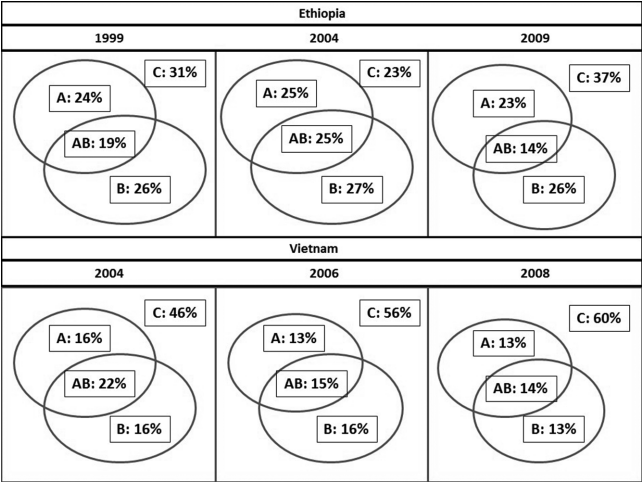 Ethiopia
1999 2004 2009
A: 24% C: 31% A: 25% C: 23% A: 23% C: 37%
AB: 19% AB: 25% AB: 14%
B: 26% B: 27% B: 26%
Vietnam
2004 2006 2008
A: 16% C: 46% A: 13% C: 56% A: 13% C: 60%
AB: 22% AB: 15% AB: 14%
B: 16% B: 16% B: 13%